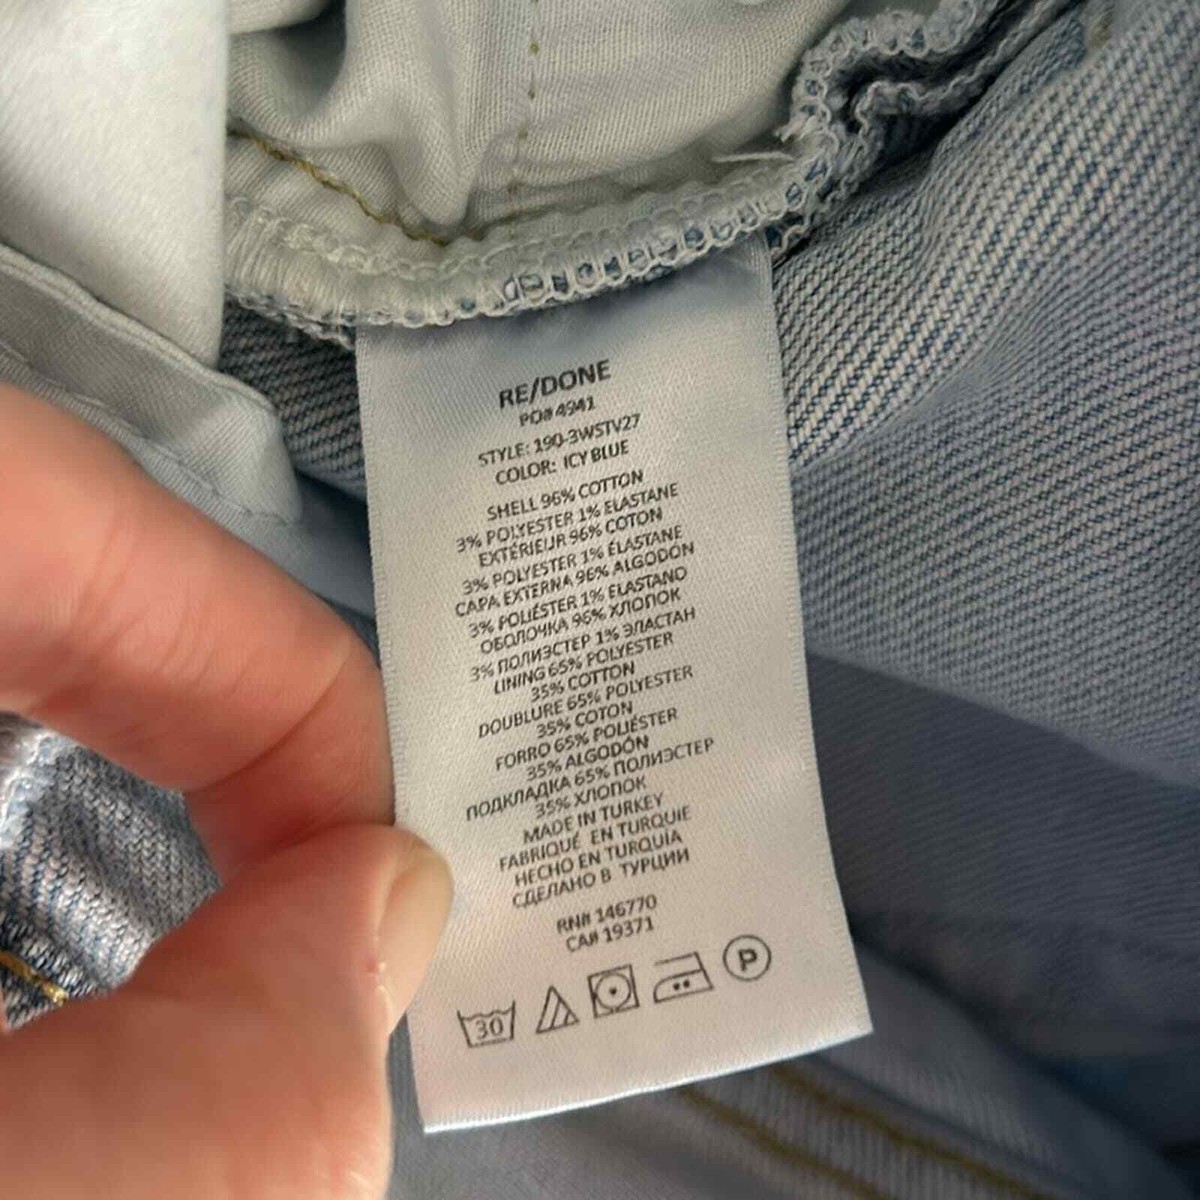 RE/DONE
PO# 4941
STYLE: 190-3WSTV27
COLOR: ICY BLUE
SHELL 96% COTTON
3% POLYESTER 1% ELASTANE
EXTÉRIEUR 96% COTON
3% POLYESTER 1% ÉLASTANE
CAPA EXTERNA 96% ALGODÓN
3% POLIÉSTER 1% ELASTANO
ОБОЛОЧКА 96% ХЛОПОК
3% ПОЛИЭСТЕР 1% ЭЛАСТАН
LINING 65% POLYESTER
35% COTTON
DOUBLURE 65% POLYESTER
35% COTON
FORRO 65% POLIÉSTER
35% ALGODÓN
ПОДКЛАДКА 65% ПОЛИЭСТЕР
35% ХЛОПОК
MADE IN TURKEY
FABRIQUÉ EN TURQUIE
HECHO EN TURQUÍA
СДЕЛАНО В ТУРЦИИ
RN# 146770
CA# 19371
30 P